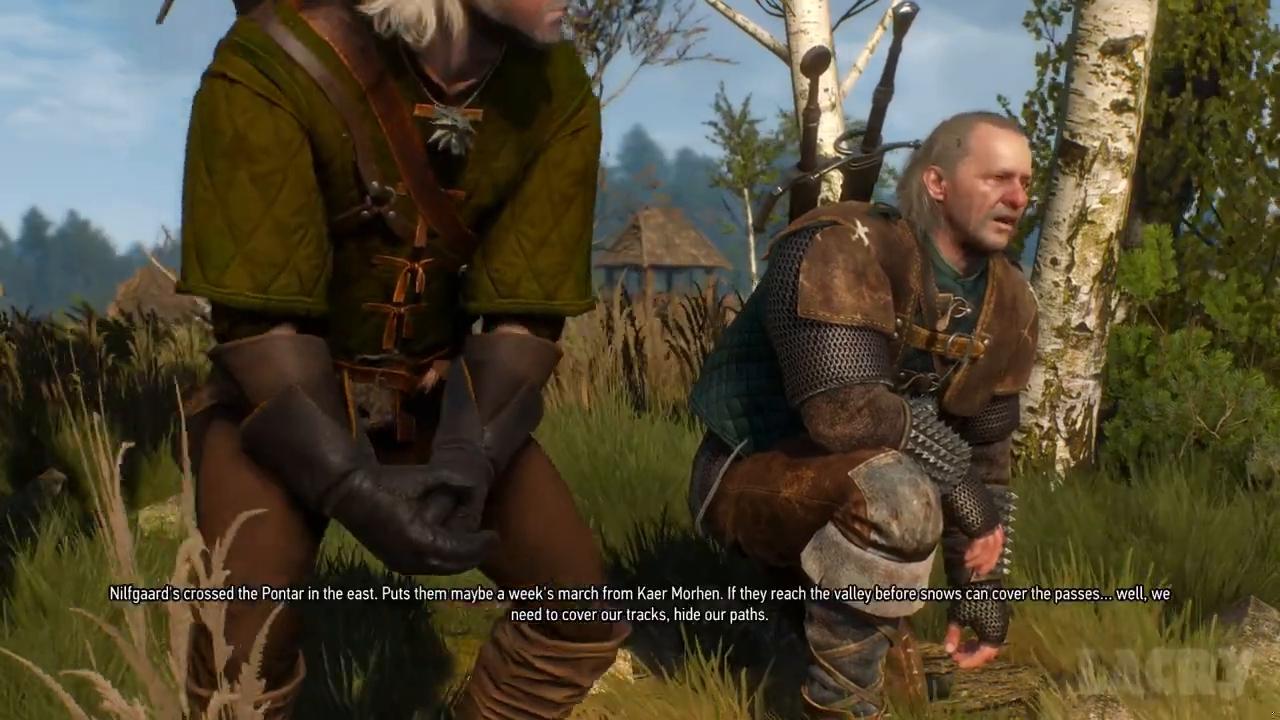 Nilfgaard's crossed the Pontar in the east. Puts them maybe a week's march from Kaer Morhen. If they reach the valley before snows can cover the passes... well, we
need to cover our tracks, hide our paths.
LACRY